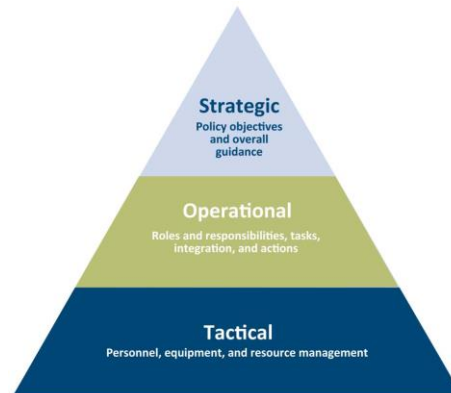 Strategic
Policy objectives
and overall
guidance
Operational
Roles and responsibilities, tasks,
integration, and actions
Tactical
Personnel, equipment, and resource management